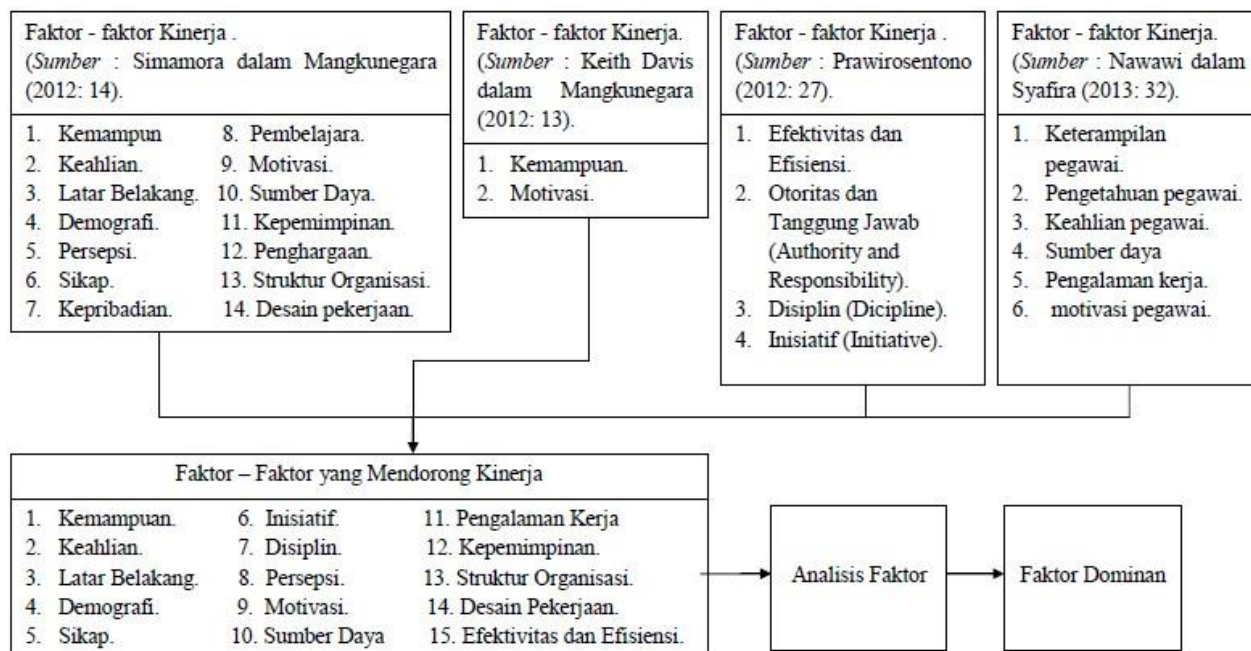 Faktor - faktor Kinerja .
(Sumber : Simamora dalam Mangkunegara
(2012: 14).
1. Kemampun
2. Keahlian.
3. Latar Belakang.
4. Demografi.
5. Persepsi.
6. Sikap.
7. Kepribadian.
8. Pembelajara.
9. Motivasi.
10. Sumber Daya.
11. Kepemimpinan.
12. Penghargaan.
13. Struktur Organisasi.
14. Desain pekerjaan.
Faktor - faktor Kinerja.
(Sumber : Keith Davis
dalam Mangkunegara
(2012: 13).
1. Kemampuan.
2. Motivasi.
Faktor - faktor Kinerja .
(Sumber : Prawirosentono
(2012: 27).
1. Efektivitas dan
Efisiensi.
2. Otoritas dan
Tanggung Jawab
(Authority and
Responsibility).
3. Disiplin (Dicipline).
4. Inisiatif (Initiative).
Faktor - faktor Kinerja.
(Sumber : Nawawi dalam
Syafira (2013: 32).
1. Keterampilan
pegawai.
2. Pengetahuan pegawai.
3. Keahlian pegawai.
4. Sumber daya
5. Pengalaman kerja.
6. motivasi pegawai.
Faktor – Faktor yang Mendorong Kinerja
1. Kemampuan.
2. Keahlian.
3. Latar Belakang.
4. Demografi.
5. Sikap.
6. Inisiatif.
7. Disiplin.
8. Persepsi.
9. Motivasi.
10. Sumber Daya
11. Pengalaman Kerja
12. Kepemimpinan.
13. Struktur Organisasi.
14. Desain Pekerjaan.
15. Efektivitas dan Efisiensi.
Analisis Faktor
Faktor Dominan